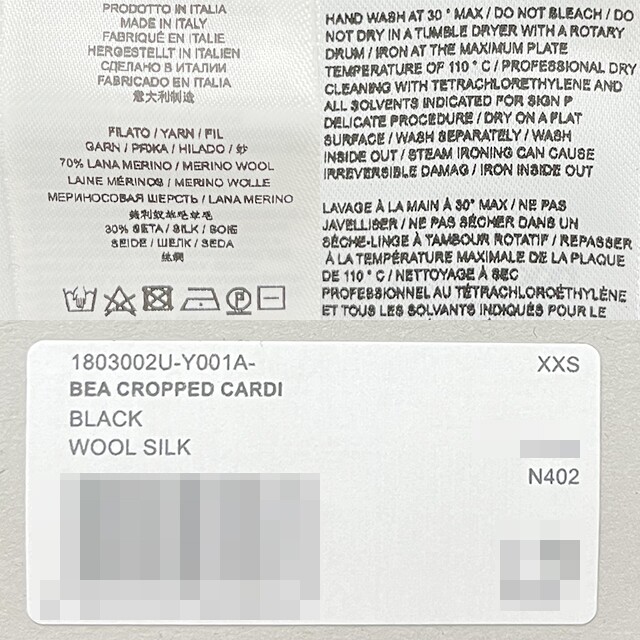 PRODOTTO IN ITALIA
MADE IN ITALY
FABRIQUÉ EN ITALIE
HERGESTELLT IN ITALIEN
СДЕЛАНО В ИТАЛИИ
FABRICADO EN ITALIA
意大利制造
FILATO / YARN / FIL
GARN / PRЖA / HILADO / 纱
70% LANA MERINO / MERINO WOOL
LAINE MÉRINOS / MERINO WOLLE
МЕРИНОСОВАЯ ШЕРСТЬ / LANA MERINO
30% SETA / SILK / SOIE
SEIDE / ШЕЛК / SEDA
HAND WASH AT 30° MAX / DO NOT BLEACH / DO
NOT DRY IN A TUMBLE DRYER WITH A ROTARY
DRUM / IRON AT THE MAXIMUM PLATE
TEMPERATURE OF 110 ° C / PROFESSIONAL DRY
CLEANING WITH TETRACHLOROETHYLENE AND
ALL SOLVENTS INDICATED FOR SIGN P
DELICATE PROCEDURE / DRY ON A FLAT
SURFACE / WASH SEPARATELY / WASH
INSIDE OUT / STEAM IRONING CAN CAUSE
IRREVERSIBLE DAMAG / IRON INSIDE OUT
LAVAGE À LA MAIN À 30° MAX / NE PAS
JAVELLISER / NE PAS SÉCHER DANS UN
SÈCHE-LINGE À TAMBOUR ROTATIF / REPASSER
À LA TEMPÉRATURE MAXIMALE DE LA PLAQUE
DE 110 ° C / NETTOYAGE À SEC
PROFESSIONNEL AU TÉTRACHLOROÉTHYLÈNE
ET TOUS LES SOLVANTS INDIQUÉS POUR LE
1803002U-Y001A-
XXS
BEA CROPPED CARDI
BLACK
WOOL SILK
N402